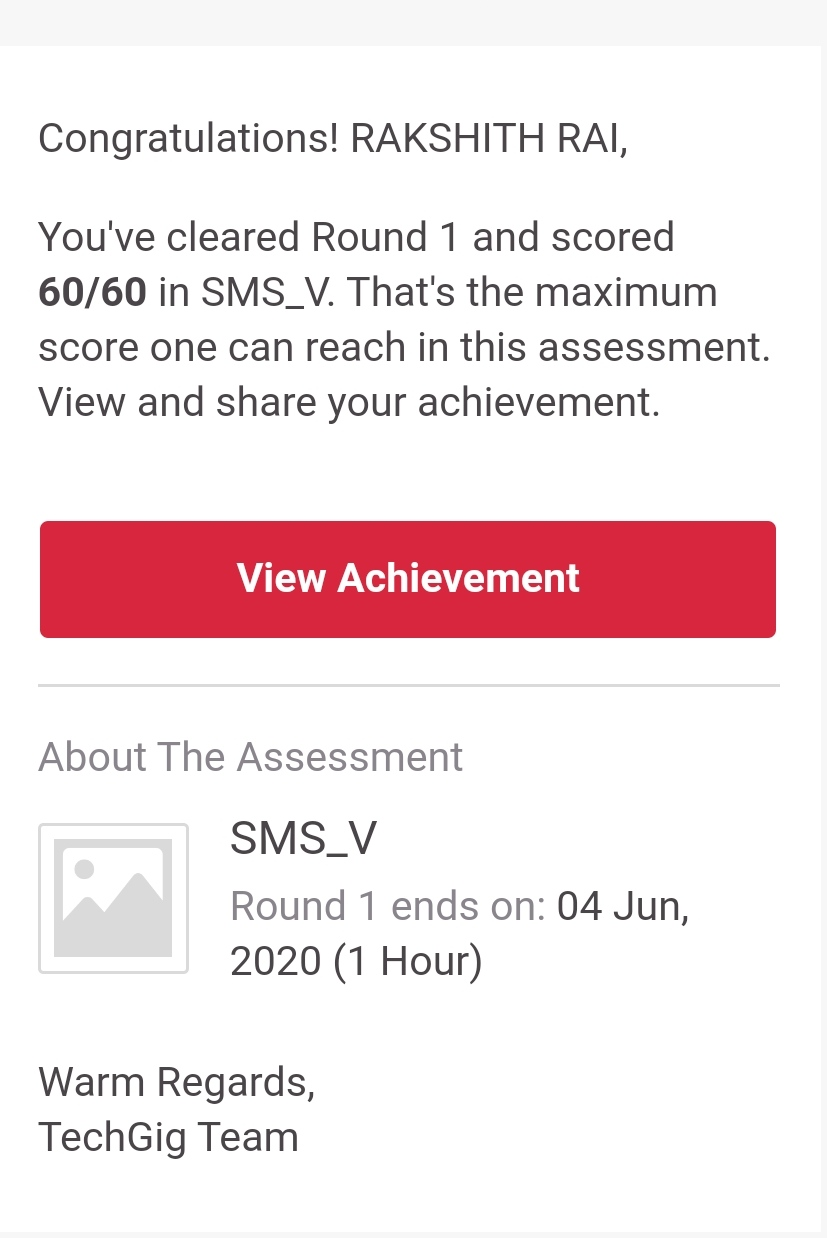 Congratulations! RAKSHITH RAI,
You've cleared Round 1 and scored
60/60 in SMS_V. That's the maximum
score one can reach in this assessment.
View and share your achievement.
View Achievement
About The Assessment
SMS_V
Round 1 ends on: 04 Jun,
2020 (1 Hour)
Warm Regards,
TechGig Team